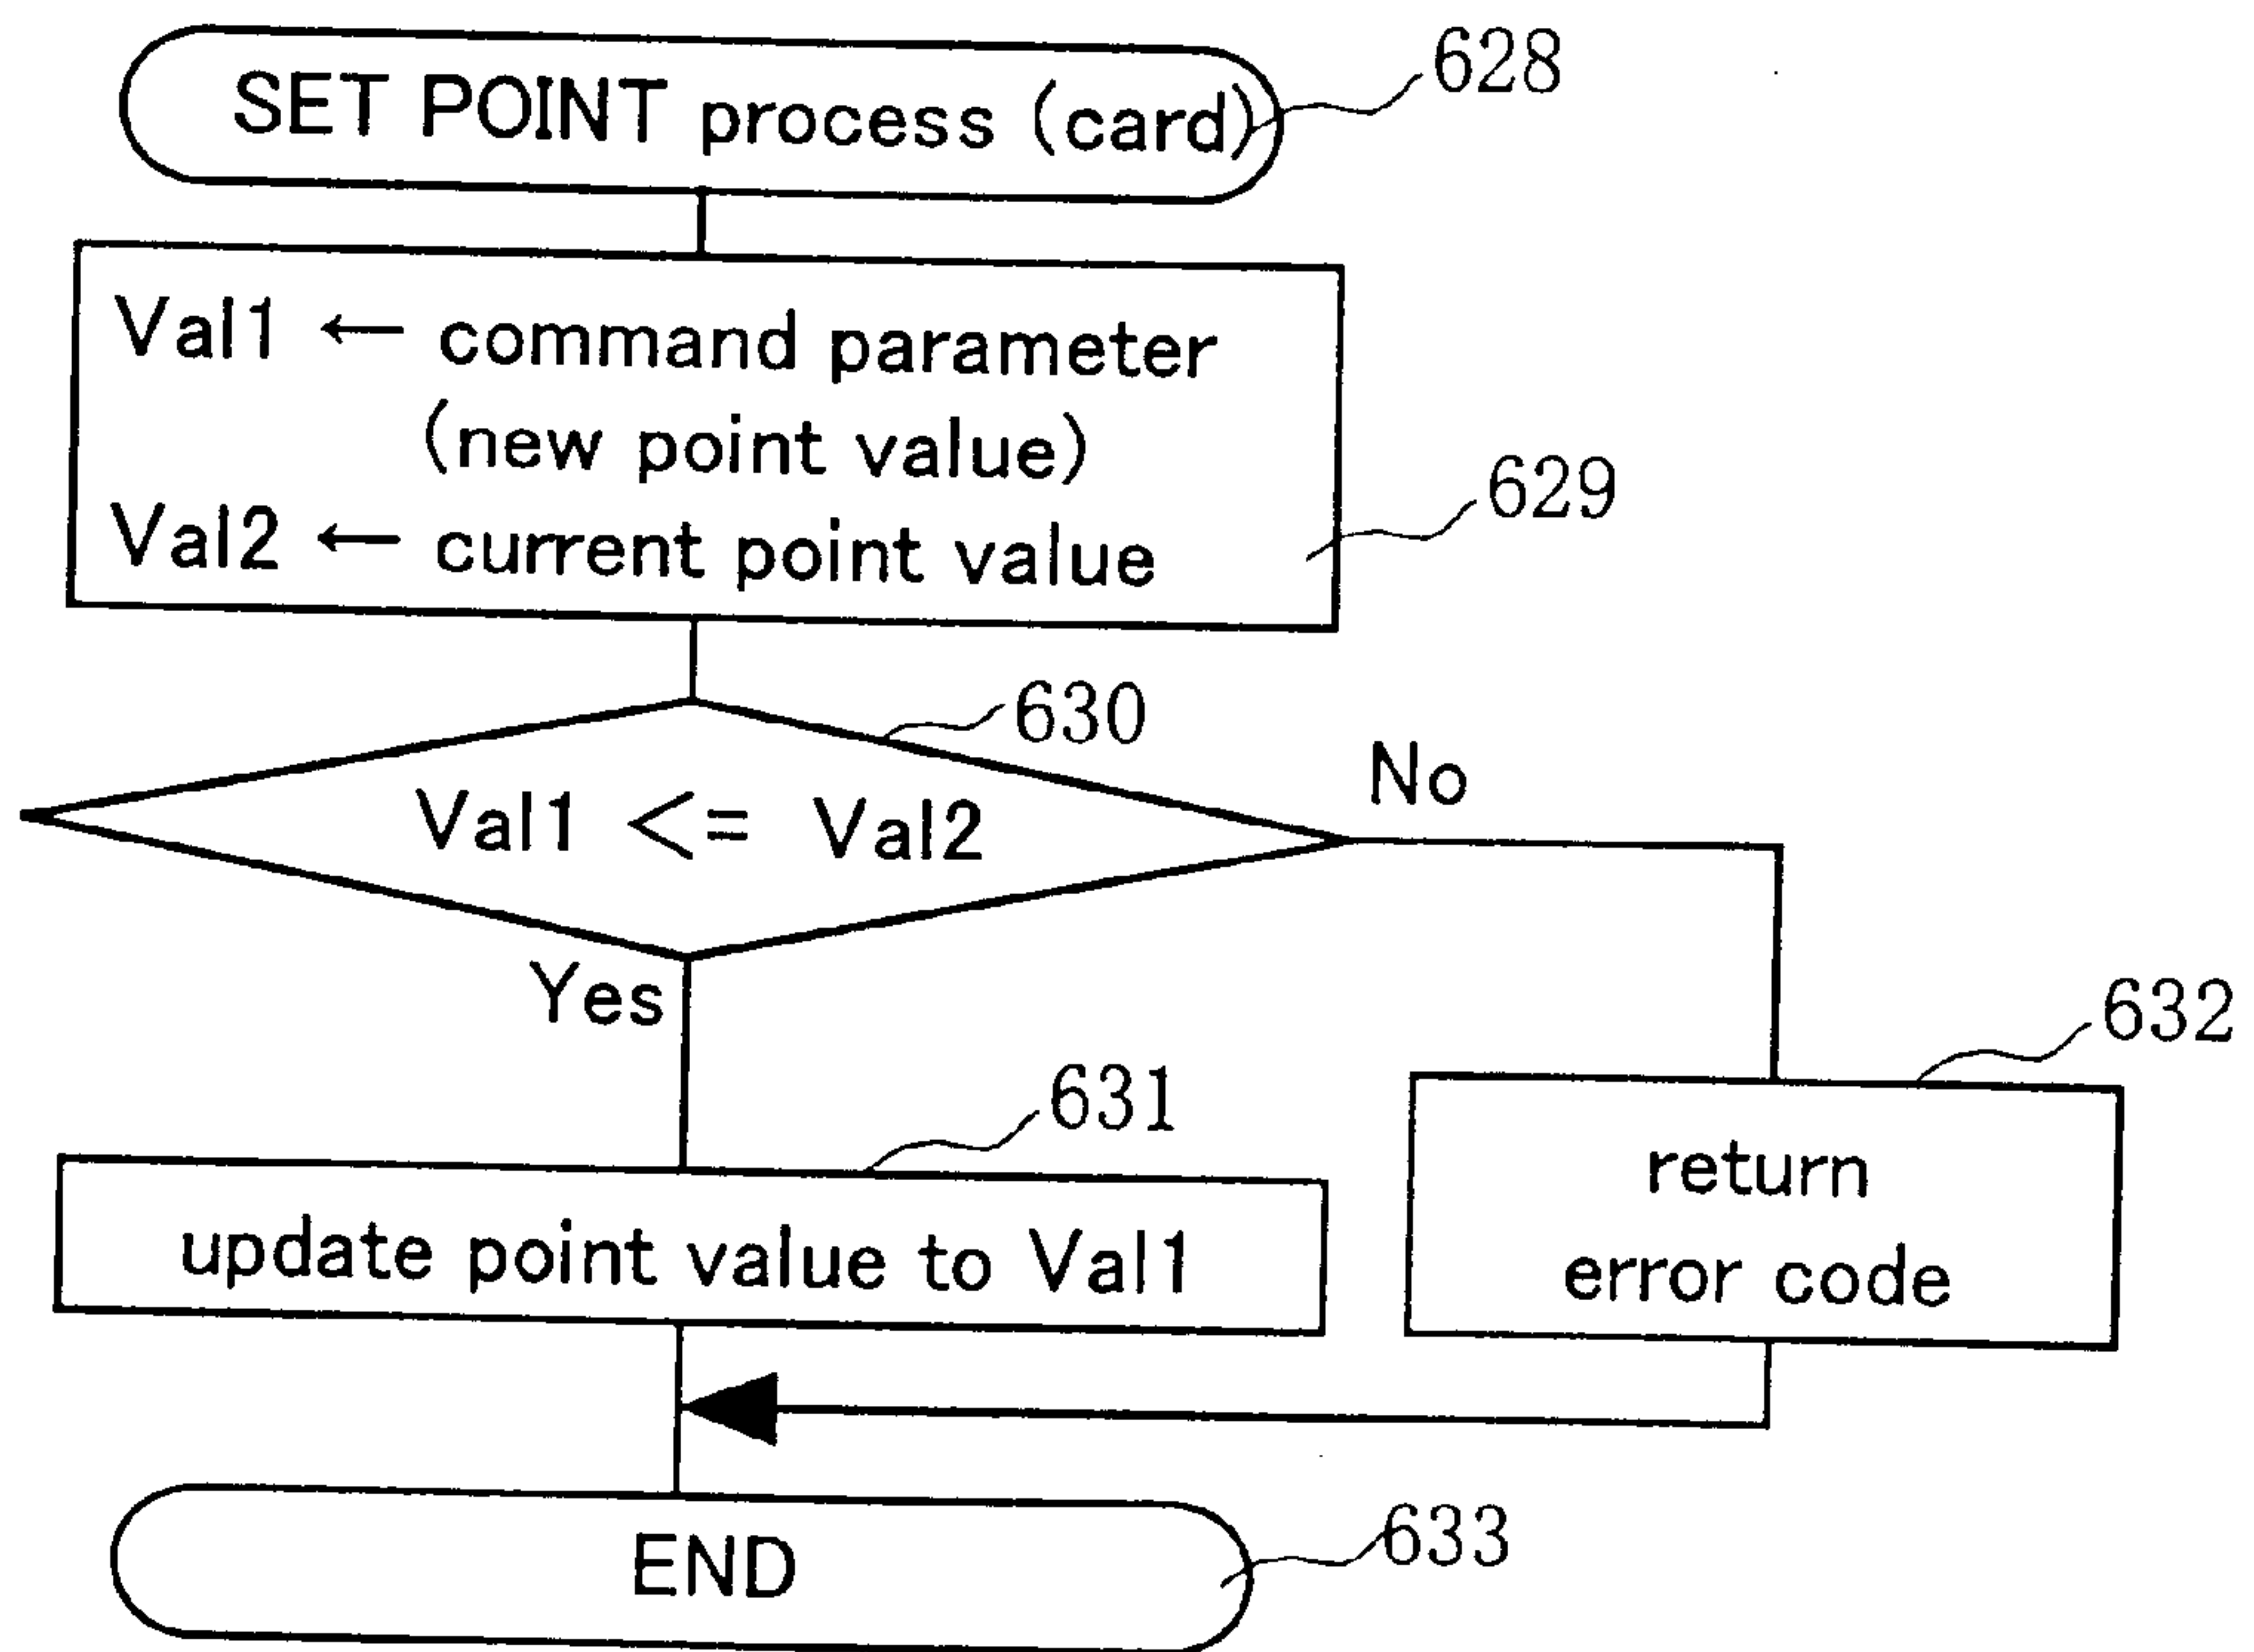 SET POINT process (card)
628
Val1 ← command parameter
(new point value)
Val2 ← current point value
629
630
Val1 <= Val2
No
Yes
631
632
update point value to Val1
return
error code
END
633